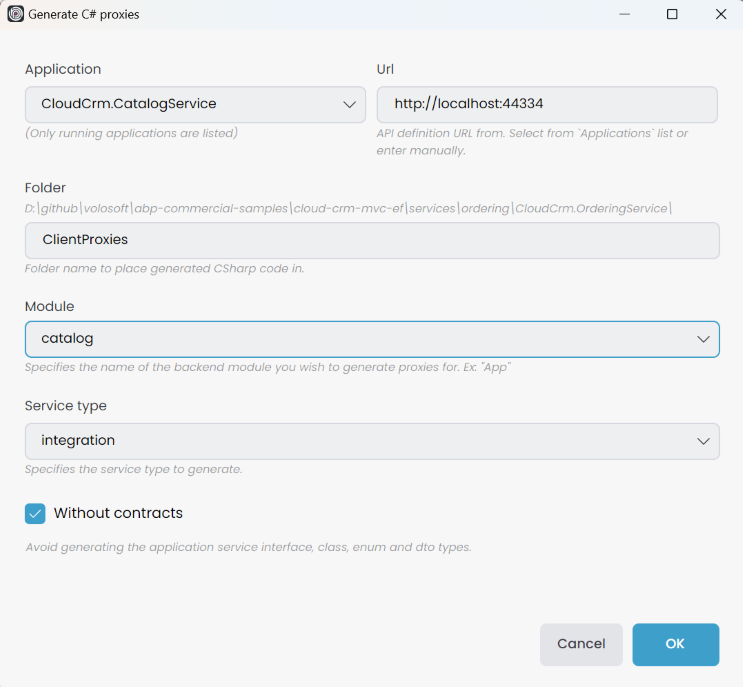 Generate C# proxies
Application
Url
CloudCrm.CatalogService
http://localhost:44334
(Only running applications are listed)
API definition URL from. Select from `Applications` list or
enter manually.
Folder
D:\github\volosoft\abp-commercial-samples\cloud-crm-mvc-ef\services\ordering\CloudCrm.OrderingService\
ClientProxies
Folder name to place generated CSharp code in.
Module
catalog
Specifies the name of the backend module you wish to generate proxies for. Ex: "App"
Service type
integration
Specifies the service type to generate.
Without contracts
Avoid generating the application service interface, class, enum and dto types.
Cancel
OK